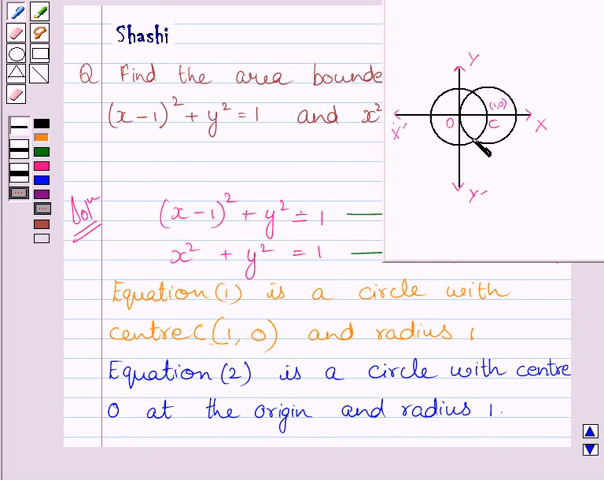 Shashi
Q Find the area bounde
(x-1)² + y² = 1 and x²
Y
(1,0)
X' O C X
Y'
Solⁿ (x-1)² + y² = 1
x² + y² = 1
Equation (1) is a circle with
centre C(1, 0) and radius 1
Equation (2) is a circle with centre
O at the origin and radius 1.